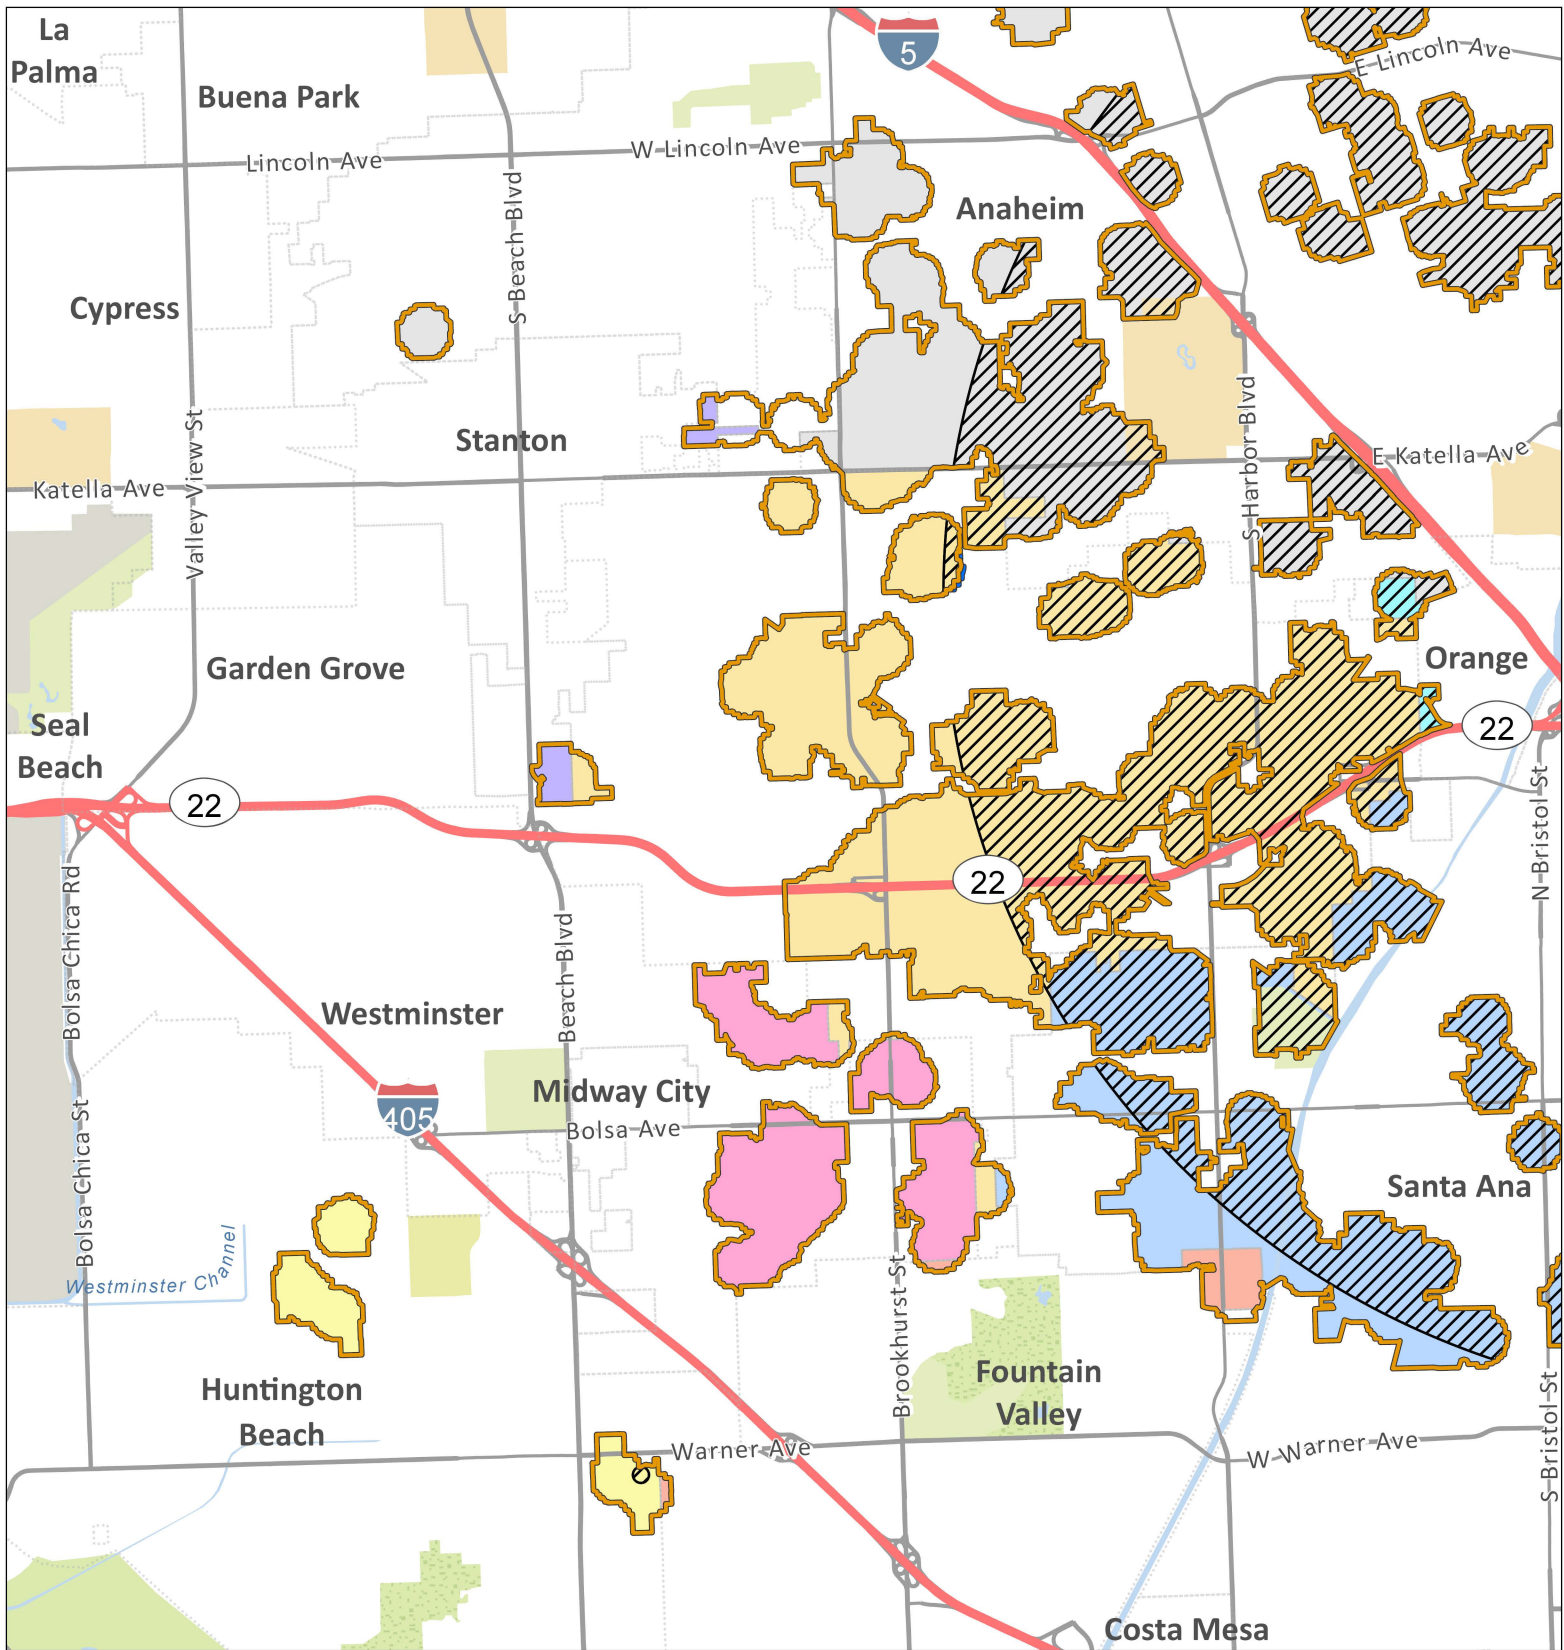 La
Palma
5
E Lincoln Ave
Buena Park
Lincoln Ave
W Lincoln Ave
S Beach Blvd
Anaheim
Cypress
Valley View St
Stanton
S Harbor Blvd
Katella Ave
E Katella Ave
Garden Grove
Orange
Seal
Beach
22
22
22
N Bristol St
Bolsa Chica Rd
Beach Blvd
Westminster
Midway City
405
Bolsa Ave
Bolsa Chica St
Santa Ana
Westminster Channel
Brookhurst St
Huntington
Beach
Fountain
Valley
Warner Ave
W Warner Ave
S Bristol St
Costa Mesa